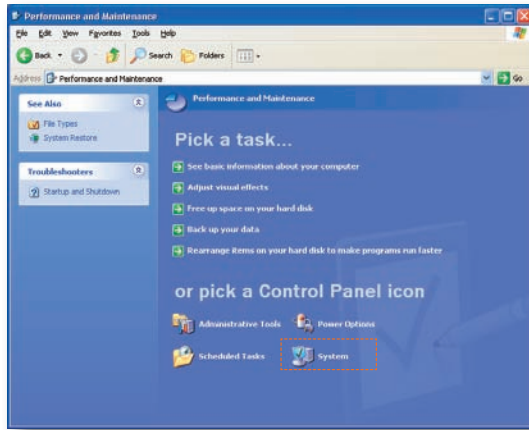 Performance and Maintenance
File Edit View Favorites Tools Help
Back Search Folders
Address Performance and Maintenance Go
See Also
File Types
System Restore
Troubleshooters
Startup and Shutdown
Performance and Maintenance
Pick a task...
See basic information about your computer
Adjust visual effects
Free up space on your hard disk
Back up your data
Rearrange items on your hard disk to make programs run faster
or pick a Control Panel icon
Administrative Tools Power Options
Scheduled Tasks System